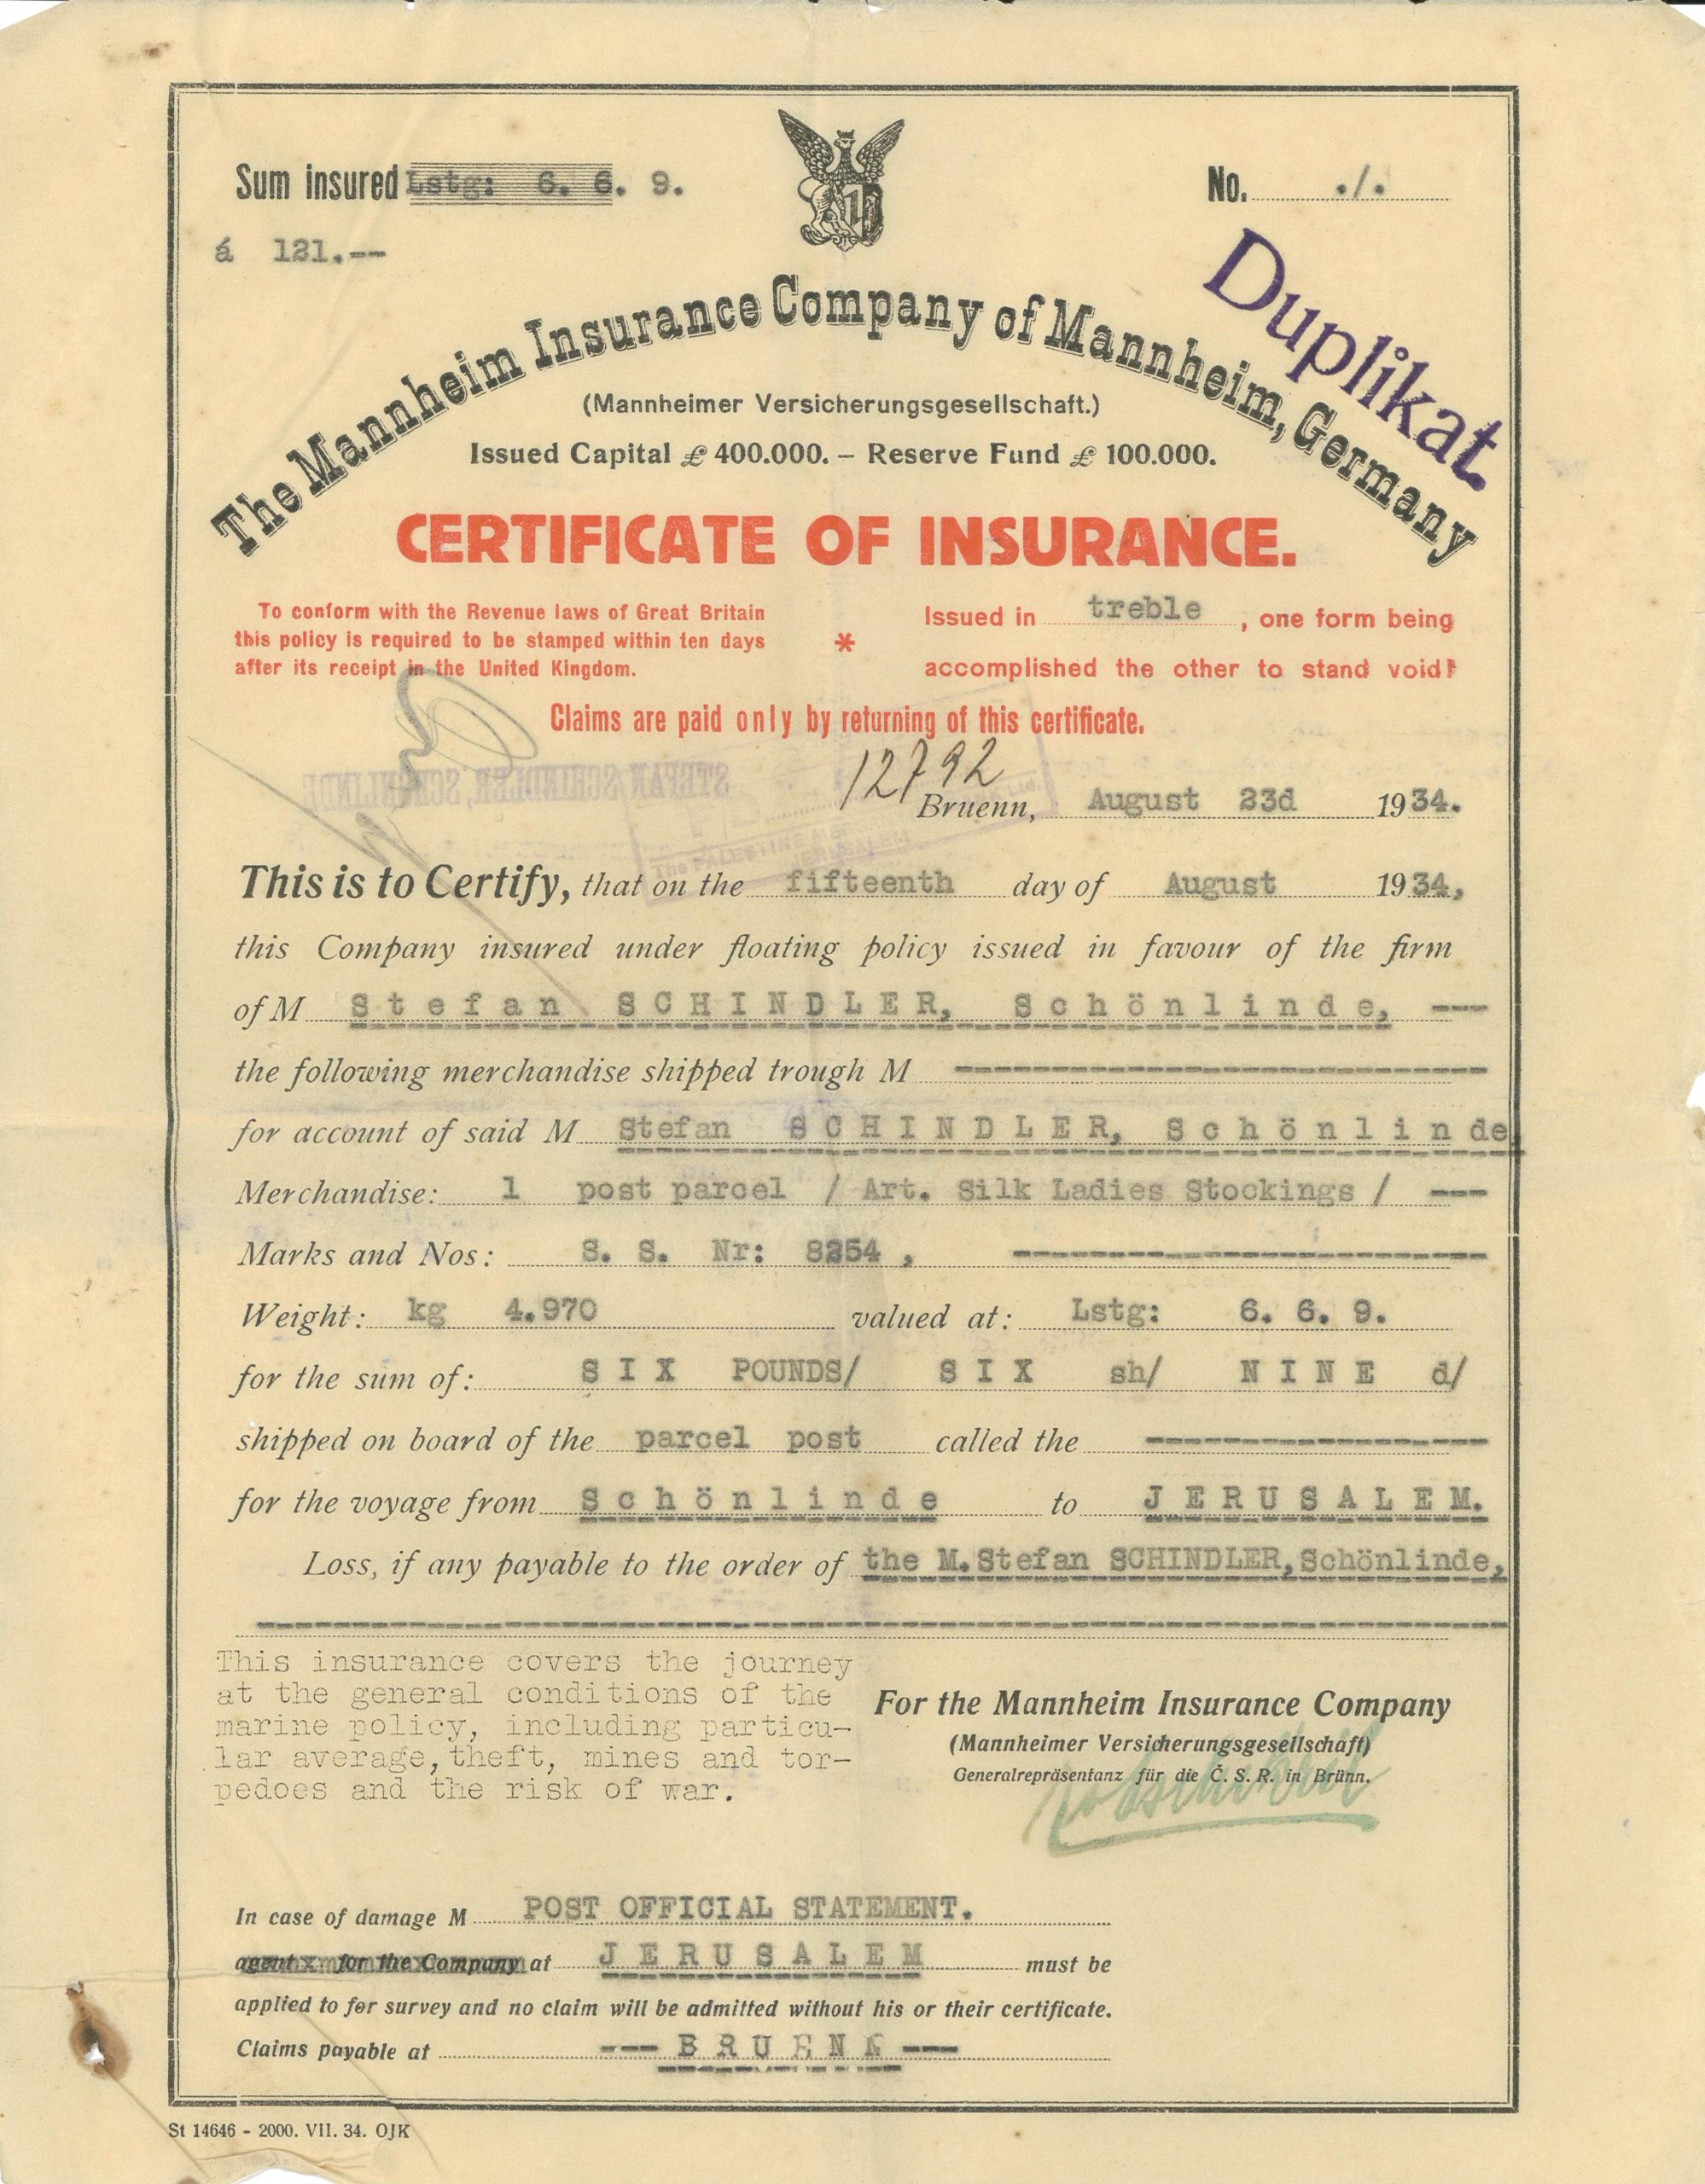 Sum insured Lstg: 6. 6. 9.
No. ./.
á 121.--
Duplikat.
The Mannheim Insurance Company of Mannheim, Germany
(Mannheimer Versicherungsgesellschaft.)
Issued Capital £ 400.000. – Reserve Fund £ 100.000.
CERTIFICATE OF INSURANCE.
To conform with the Revenue laws of Great Britain
this policy is required to be stamped within ten days
after its receipt in the United Kingdom.
*
Issued in treble, one form being
accomplished the other to stand void!
Claims are paid only by returning of this certificate.
STEFAN SCHINDLER, SCHÖNLINDE
12792
Bruenn, August 23d 1934.
The PALESTINE
JERUSALEM
Ltd.
This is to Certify, that on the fifteenth day of August 1934,
this Company insured under floating policy issued in favour of the firm
of M Stefan SCHINDLER, Schönlinde, ---
the following merchandise shipped trough M ---
for account of said M Stefan SCHINDLER, Schönlinde
Merchandise: 1 post parcel / Art. Silk Ladies Stockings / ---
Marks and Nos: S. S. Nr: 8254 , ---
Weight: kg 4.970 valued at: Lstg: 6. 6. 9.
for the sum of: SIX POUNDS/ SIX sh/ NINE d/
shipped on board of the parcel post called the ---
for the voyage from Schönlinde to JERUSALEM.
Loss, if any payable to the order of the M. Stefan SCHINDLER, Schönlinde,
This insurance covers the journey
at the general conditions of the
marine policy, including particu-
lar average, theft, mines and tor-
pedoes and the risk of war.
For the Mannheim Insurance Company
(Mannheimer Versicherungsgesellschaft)
Generalrepräsentanz für die Č. S. R. in Brünn.
In case of damage M POST OFFICIAL STATEMENT.
agent for the Company at JERUSALEM must be
applied to for survey and no claim will be admitted without his or their certificate.
Claims payable at --- BRUENN ---
St 14646 - 2000. VII. 34. OJK